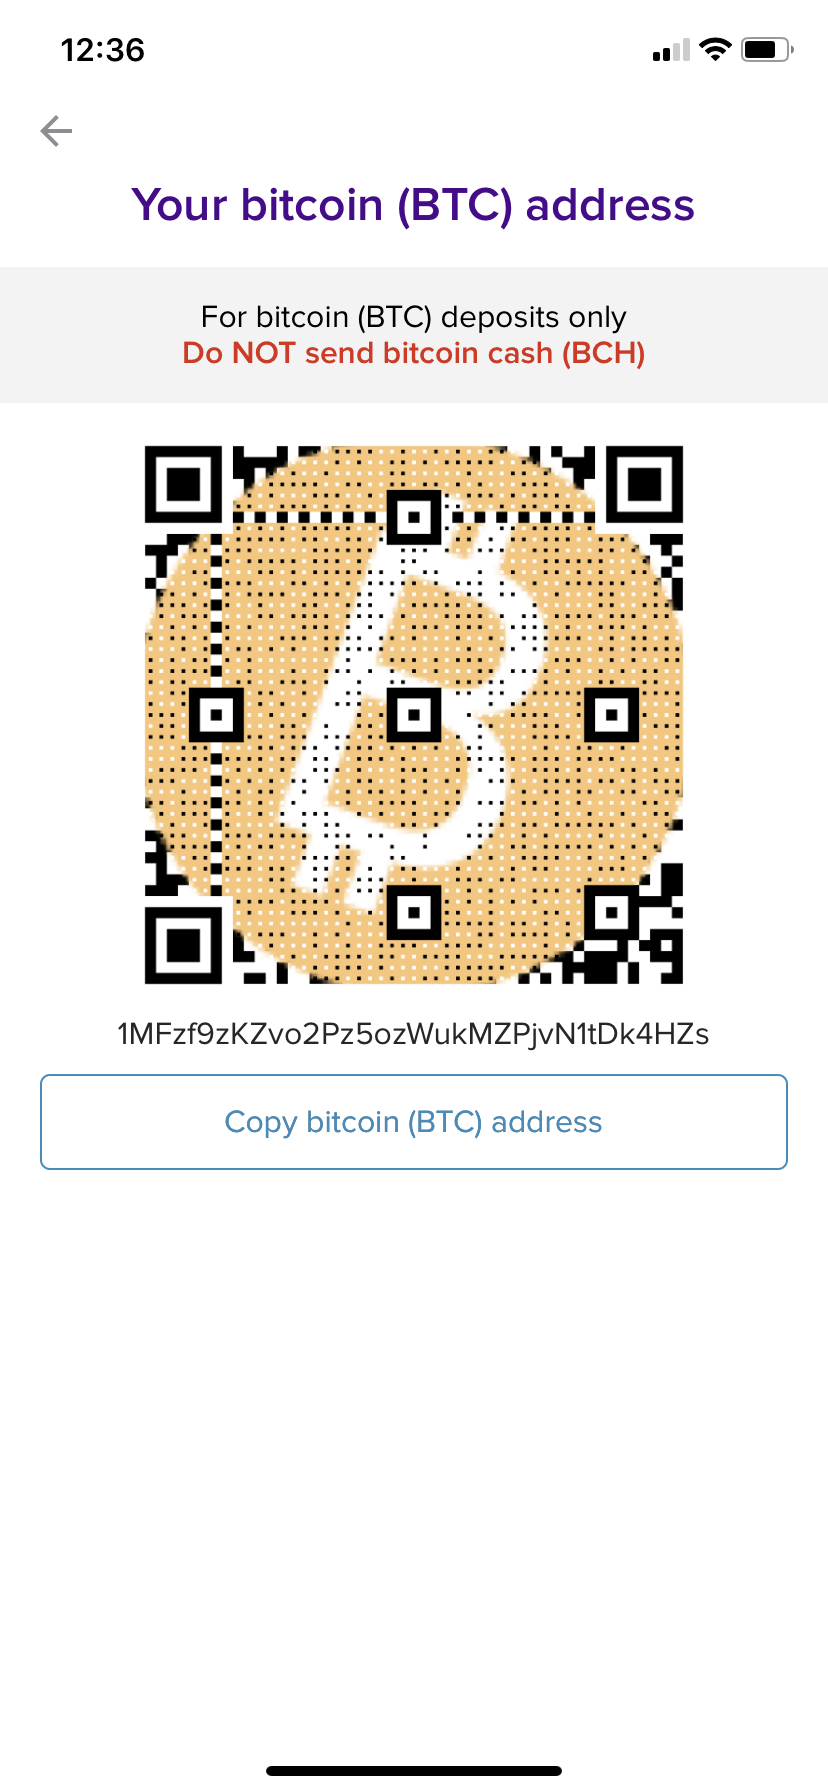 12:36
Your bitcoin (BTC) address
For bitcoin (BTC) deposits only
Do NOT send bitcoin cash (BCH)
1MFzf9zKZvo2Pz5ozWukMZPjvN1tDk4HZs
Copy bitcoin (BTC) address